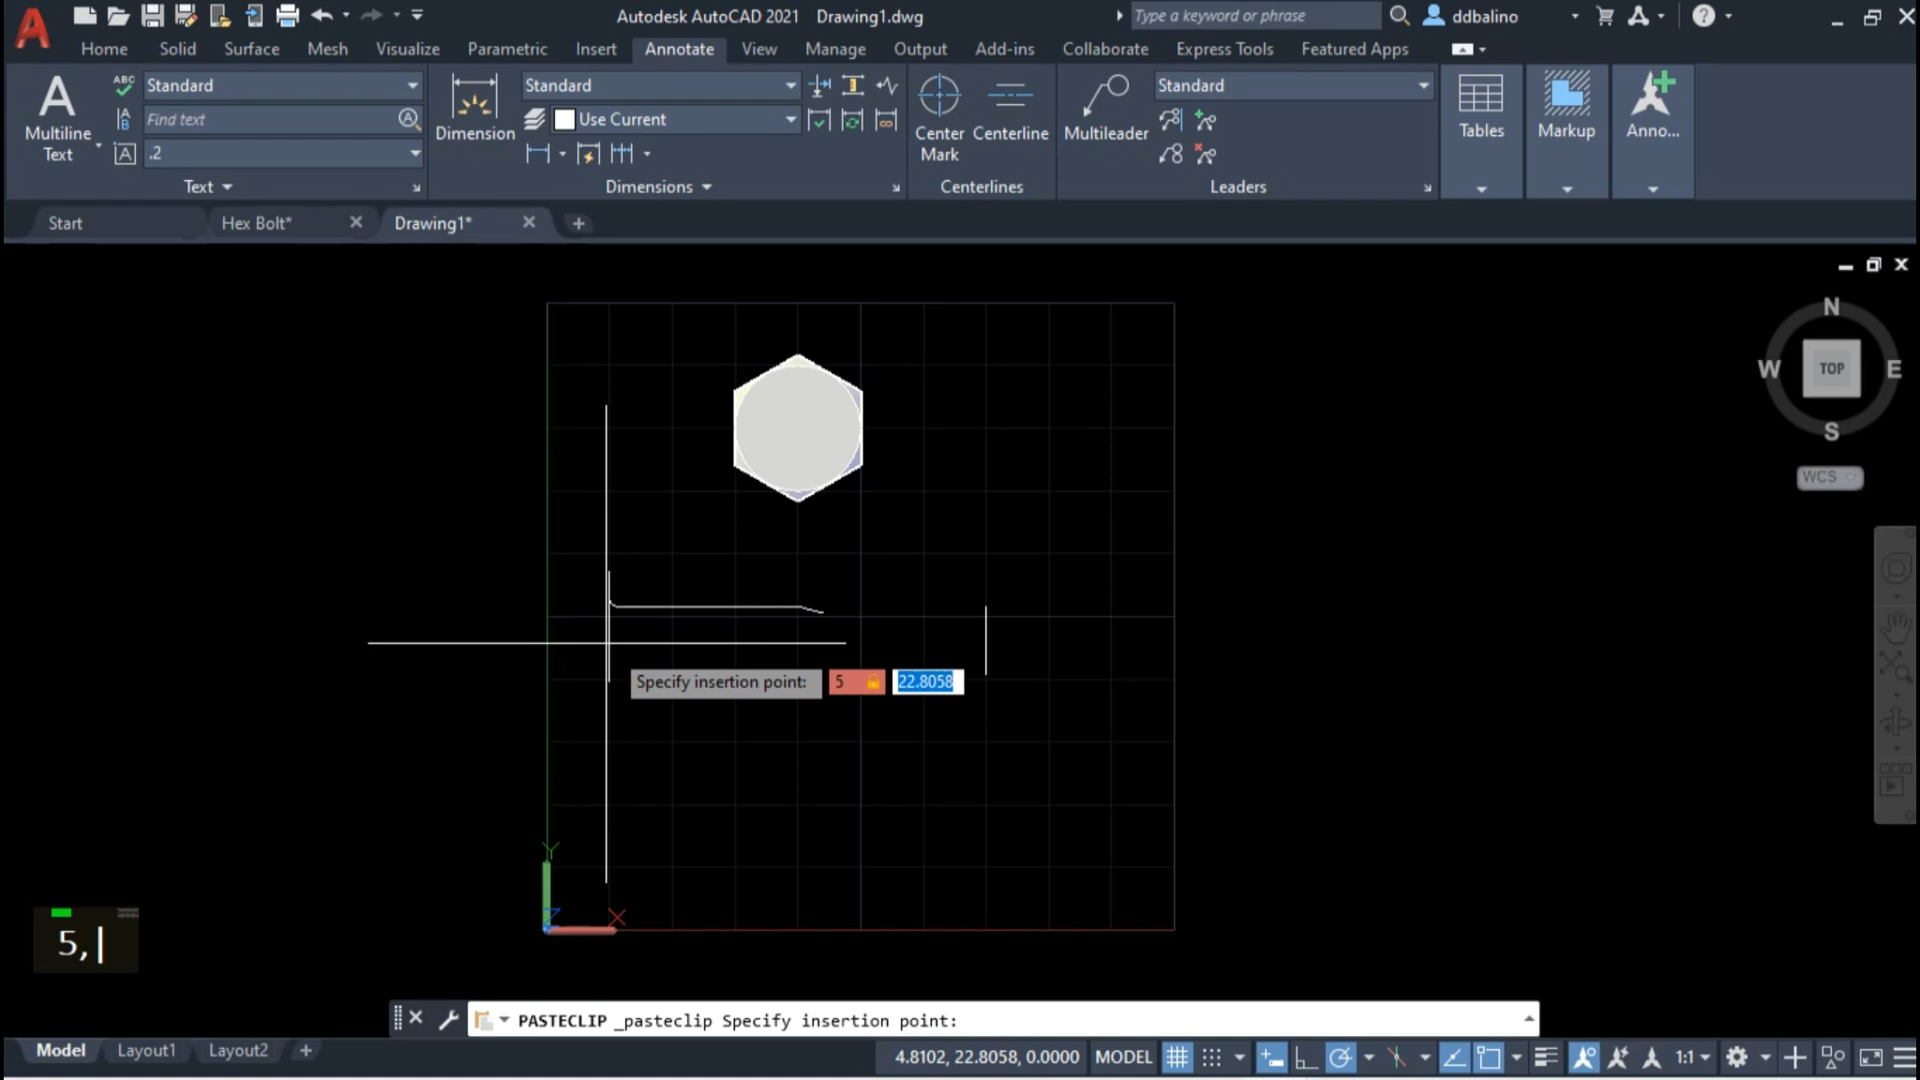 Autodesk AutoCAD 2021 Drawing1.dwg
Type a keyword or phrase
ddbalino
Home Solid Surface Mesh Visualize Parametric Insert Annotate View Manage Output Add-ins Collaborate Express Tools Featured Apps
A
Multiline
Text
ABC
Standard
Find text
.2
Text
Dimension
Standard
Use Current
Dimensions
Center
Mark
Centerline
Centerlines
Multileader
Standard
Leaders
Tables
Markup
Anno...
Start
Hex Bolt*
Drawing1*
N
W TOP E
S
WCS
Specify insertion point: 5 22.8058
Y
Z
X
5,
PASTECLIP _pasteclip Specify insertion point:
Model Layout1 Layout2
4.8102, 22.8058, 0.0000 MODEL 1:1